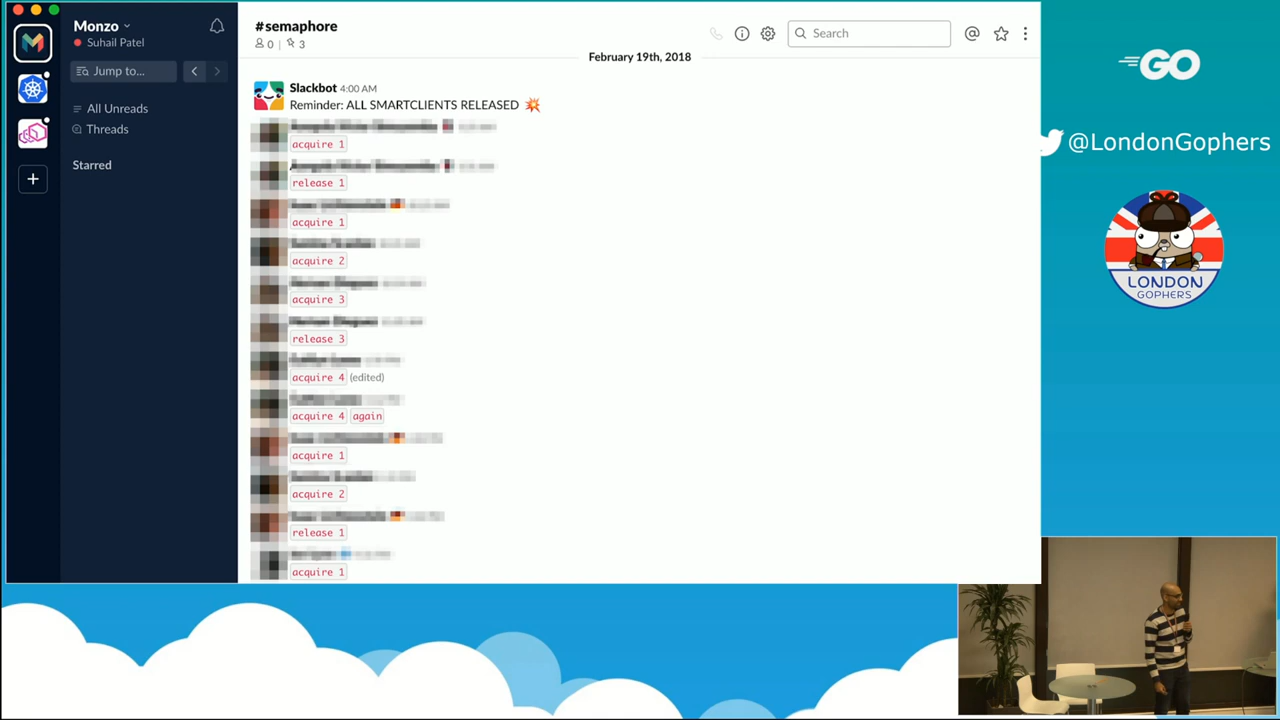 Monzo
Suhail Patel
Jump to...
All Unreads
Threads
Starred
#semaphore
0 | 3
Search
February 19th, 2018
Slackbot 4:00 AM
Reminder: ALL SMARTCLIENTS RELEASED
acquire 1
release 1
acquire 1
acquire 2
acquire 3
release 3
acquire 4 (edited)
acquire 4 again
acquire 1
acquire 2
release 1
acquire 1
GO
@LondonGophers
LONDON
GOPHERS